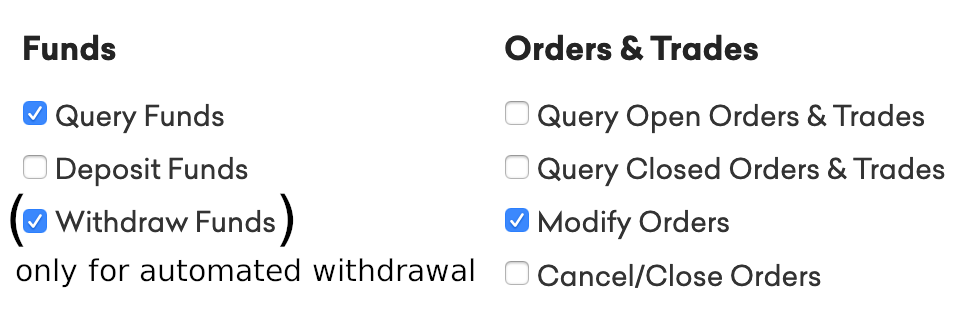 Funds
Query Funds
Deposit Funds
(Withdraw Funds)
only for automated withdrawal
Orders & Trades
Query Open Orders & Trades
Query Closed Orders & Trades
Modify Orders
Cancel/Close Orders